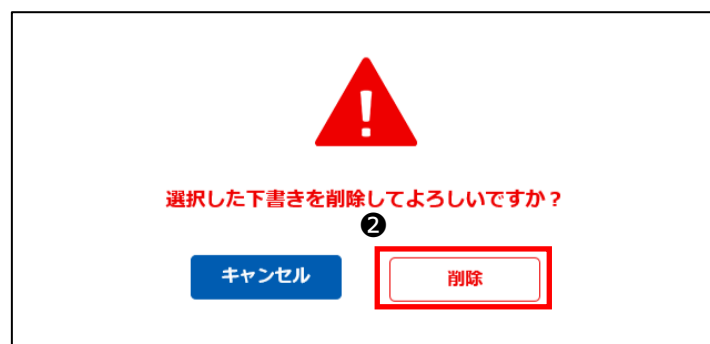 選択した下書きを削除してよろしいですか？
❷
キャンセル
削除